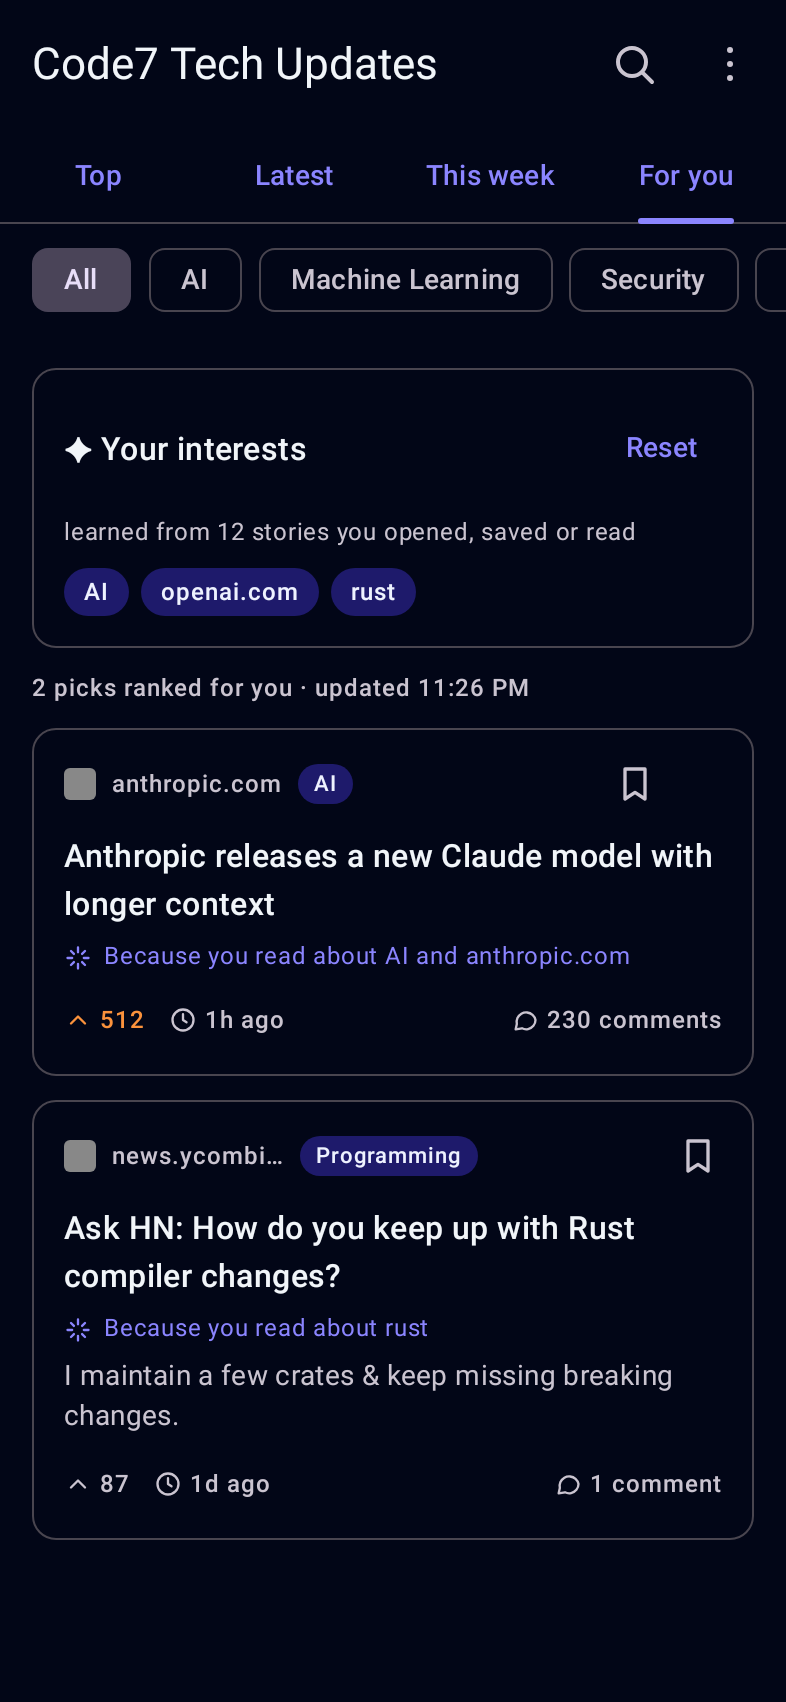 Code7 Tech Updates
Top
Latest
This week
For you
All
AI
Machine Learning
Security
Your interests
Reset
learned from 12 stories you opened, saved or read
AI
openai.com
rust
2 picks ranked for you · updated 11:26 PM
anthropic.com
AI
Anthropic releases a new Claude model with
longer context
Because you read about AI and anthropic.com
512
1h ago
230 comments
news.ycombi…
Programming
Ask HN: How do you keep up with Rust
compiler changes?
Because you read about rust
I maintain a few crates & keep missing breaking
changes.
87
1d ago
1 comment